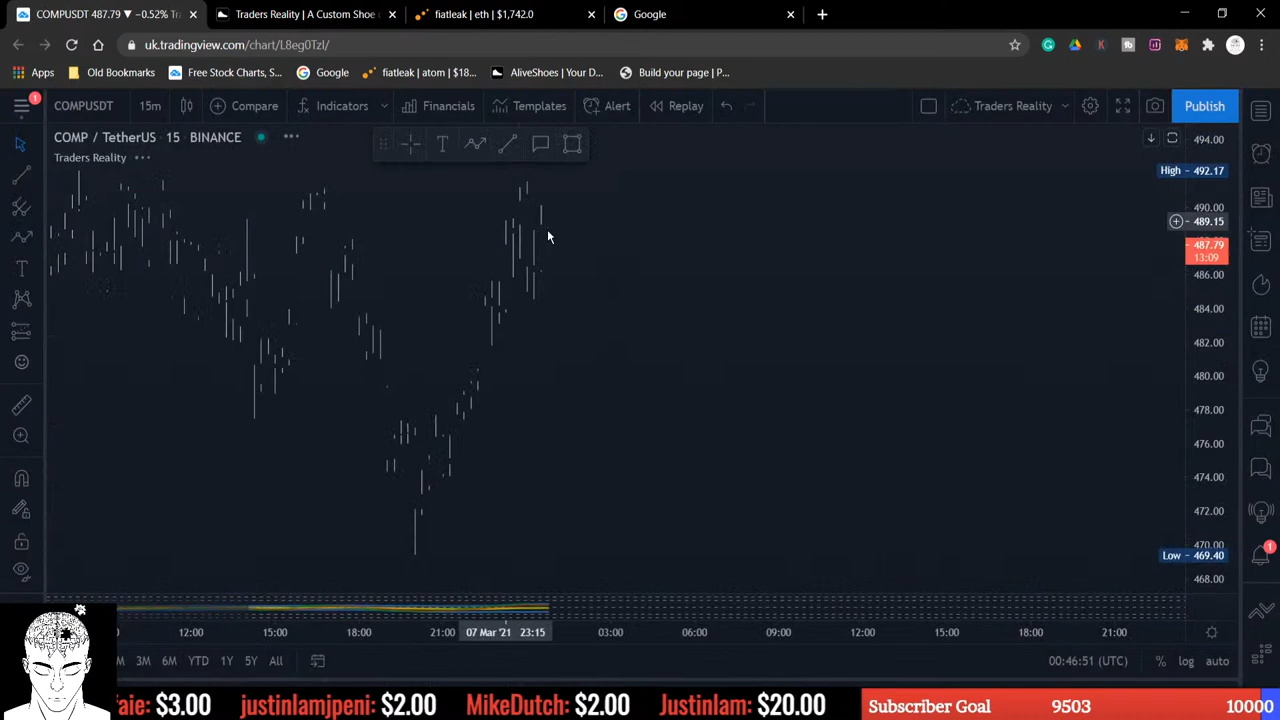 COMPUSDT 487.79 ▼ −0.52% Tr
Traders Reality | A Custom Shoe
fiatleak | eth | $1,742.0
Google
uk.tradingview.com/chart/L8eg0TzI/
Apps
Old Bookmarks
Free Stock Charts, S...
Google
fiatleak | atom | $18...
AliveShoes | Your D...
Build your page | P...
COMPUSDT
15m
Compare
Indicators
Financials
Templates
Alert
Replay
Traders Reality
Publish
COMP / TetherUS · 15 · BINANCE
Traders Reality
494.00
High
492.17
490.00
489.15
487.79
13:09
486.00
484.00
482.00
480.00
478.00
476.00
474.00
472.00
470.00
Low
469.40
468.00
12:00
15:00
18:00
21:00
07 Mar '21 23:15
03:00
06:00
09:00
12:00
15:00
18:00
21:00
3M
6M
YTD
1Y
5Y
All
00:46:51 (UTC)
%
log
auto
faie: $3.00
justinlamjpeni: $2.00
MikeDutch: $2.00
Justinlam: $20.00
Subscriber Goal
9503
10000